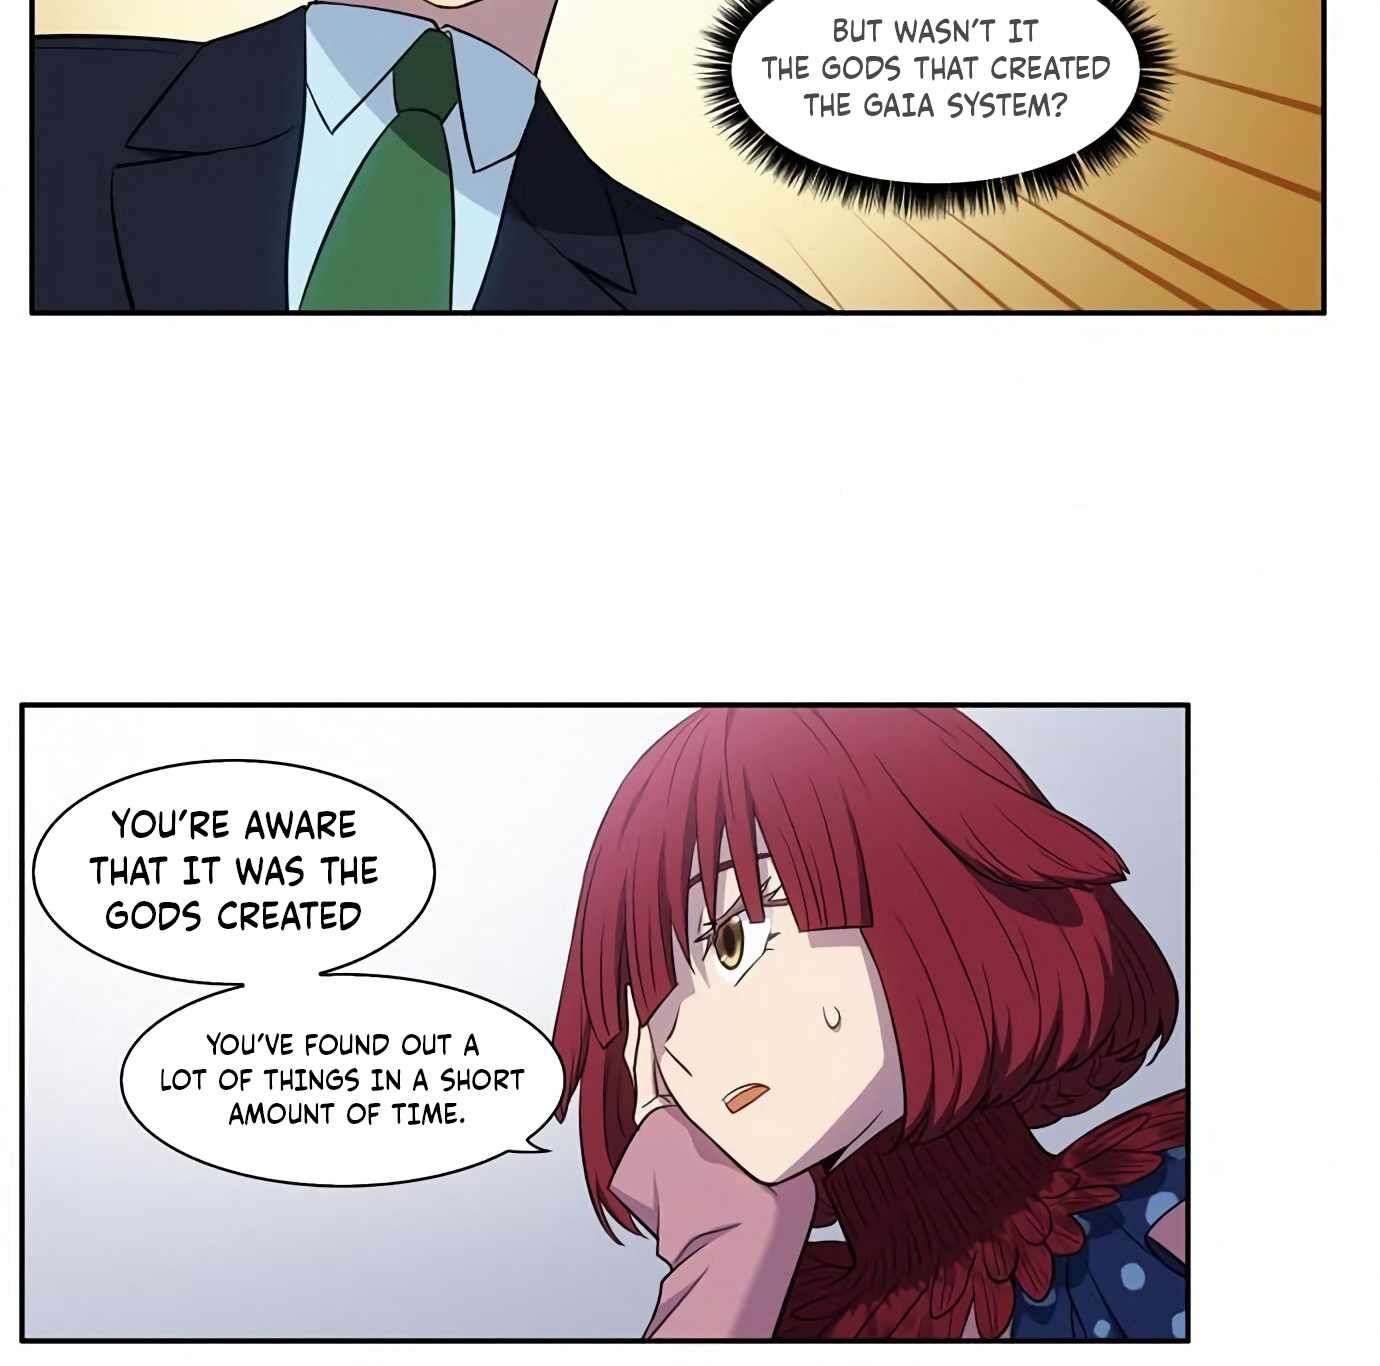 BUT WASN'T IT
THE GODS THAT CREATED
THE GAIA SYSTEM?
YOU'RE AWARE
THAT IT WAS THE
GODS CREATED
YOU'VE FOUND OUT A
LOT OF THINGS IN A SHORT
AMOUNT OF TIME.